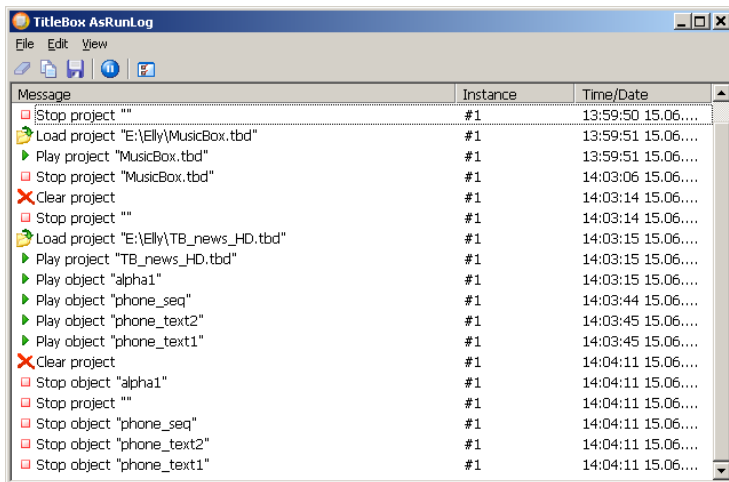 TitleBox AsRunLog
File Edit View
Message Instance Time/Date
Stop project "" #1 13:59:50 15.06....
Load project "E:\Elly\MusicBox.tbd" #1 13:59:51 15.06....
Play project "MusicBox.tbd" #1 13:59:51 15.06....
Stop project "MusicBox.tbd" #1 14:03:06 15.06....
Clear project #1 14:03:14 15.06....
Stop project "" #1 14:03:14 15.06....
Load project "E:\Elly\TB_news_HD.tbd" #1 14:03:15 15.06....
Play project "TB_news_HD.tbd" #1 14:03:15 15.06....
Play object "alpha1" #1 14:03:15 15.06....
Play object "phone_seq" #1 14:03:44 15.06....
Play object "phone_text2" #1 14:03:45 15.06....
Play object "phone_text1" #1 14:03:45 15.06....
Clear project #1 14:04:11 15.06....
Stop object "alpha1" #1 14:04:11 15.06....
Stop project "" #1 14:04:11 15.06....
Stop object "phone_seq" #1 14:04:11 15.06....
Stop object "phone_text2" #1 14:04:11 15.06....
Stop object "phone_text1" #1 14:04:11 15.06....